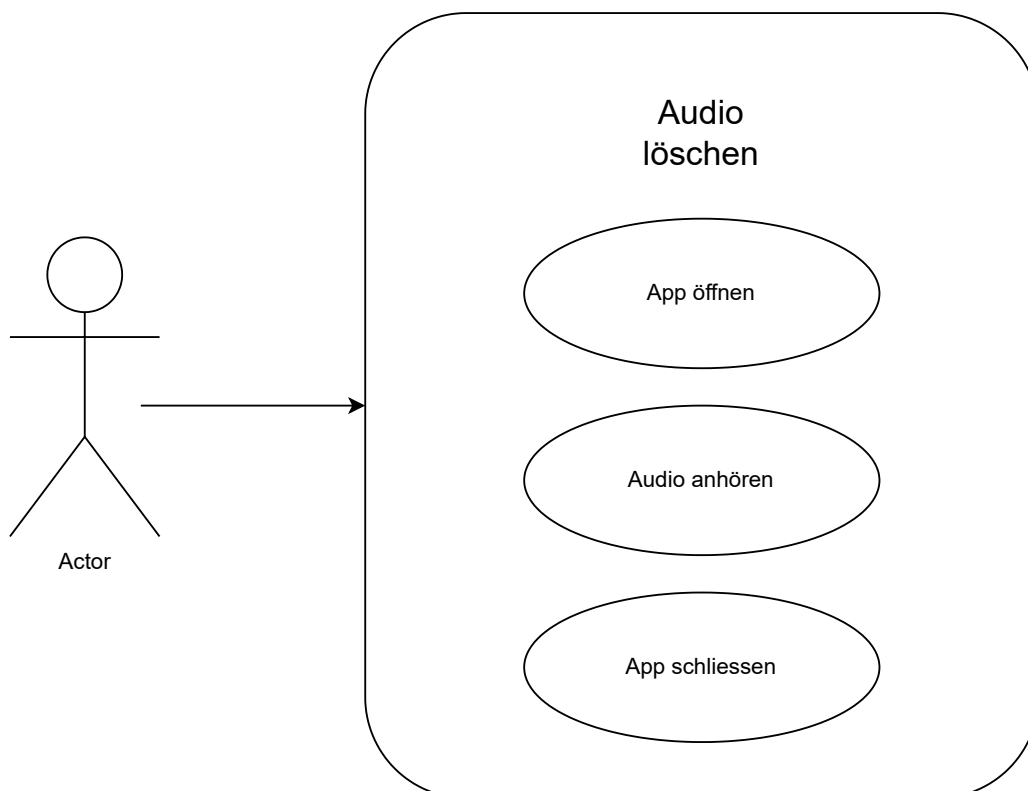 Audio
löschen
App öffnen
Audio anhören
Actor
App schliessen